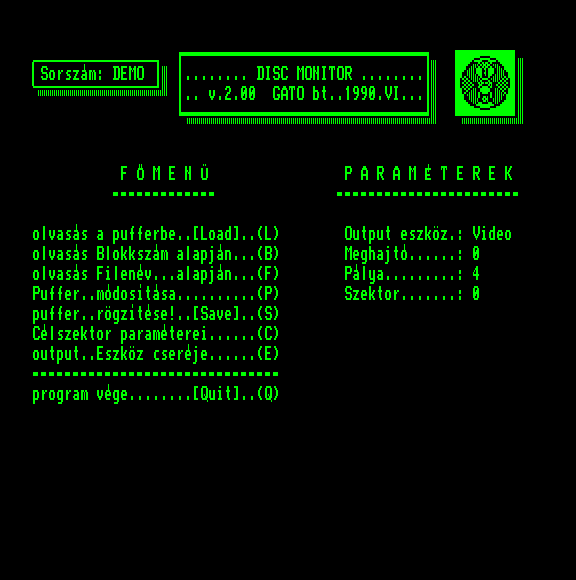 Sorszám: DEMO
........ DISC MONITOR ........
.. v.2.00  GATO bt..1990.VI...
F Ő M E N Ü
P A R A M É T E R E K
olvasás a pufferbe..[Load]..(L)
olvasás Blokkszám alapján...(B)
olvasás Filenév...alapján...(F)
Puffer..módositása..........(P)
puffer..rögzitése!..[Save]..(S)
Célszektor paraméterei......(C)
output..Eszköz cseréje......(E)
program vége........[Quit]..(Q)
Output eszköz.: Video
Meghajtó......: 0
Pálya.........: 4
Szektor.......: 0